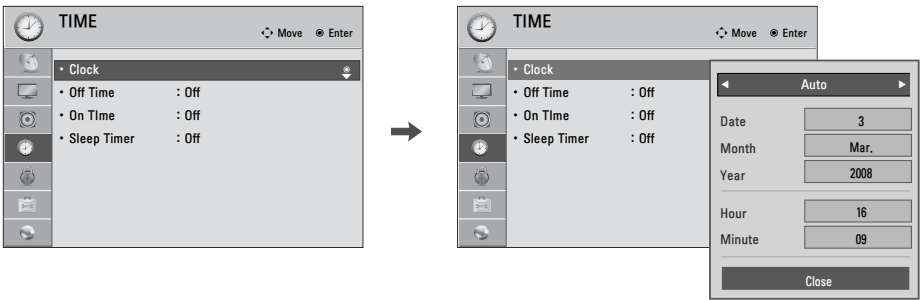 TIME
Move Enter
• Clock
• Off Time : Off
• On TIme : Off
• Sleep Timer : Off
TIME
Move Enter
• Clock
• Off Time : Off
• On TIme : Off
• Sleep Timer : Off
Auto
Date 3
Month Mar.
Year 2008
Hour 16
Minute 09
Close